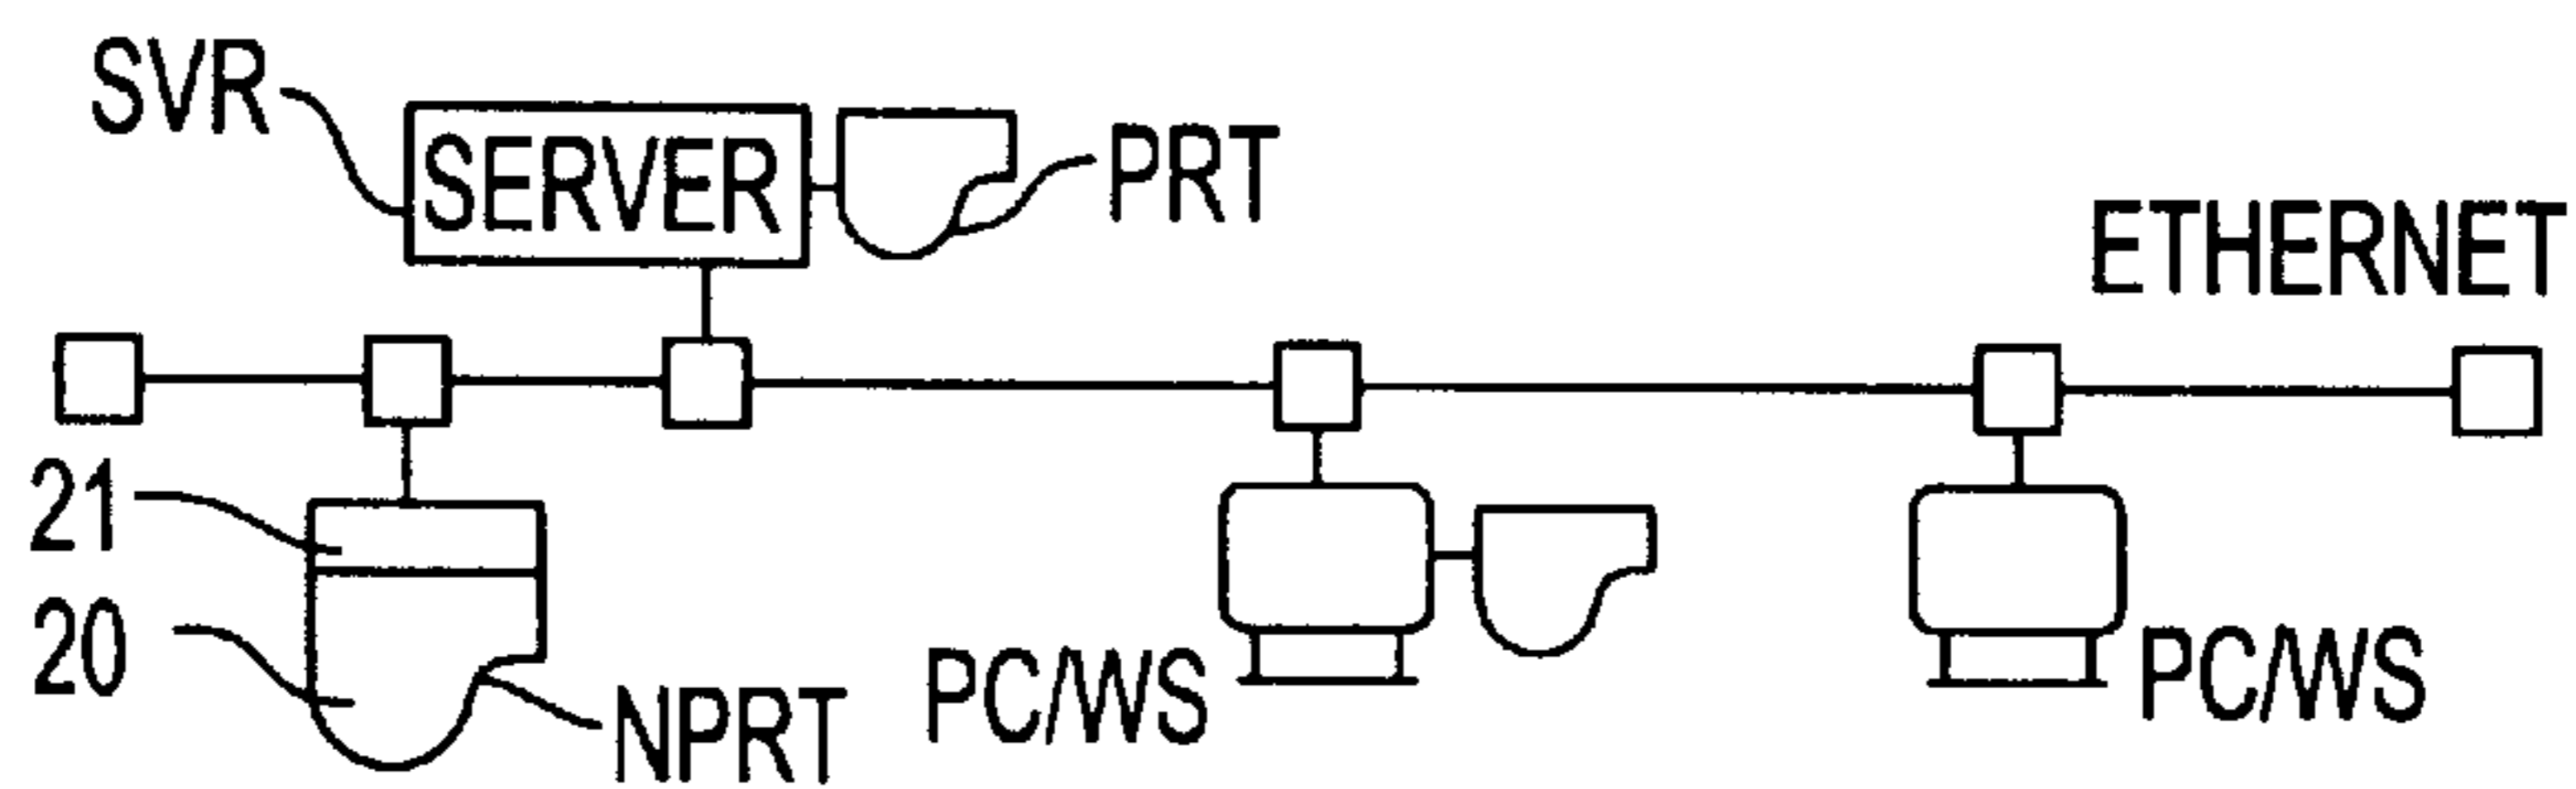 SVR
SERVER
PRT
ETHERNET
21
20
NPRT
PC/WS
PC/WS